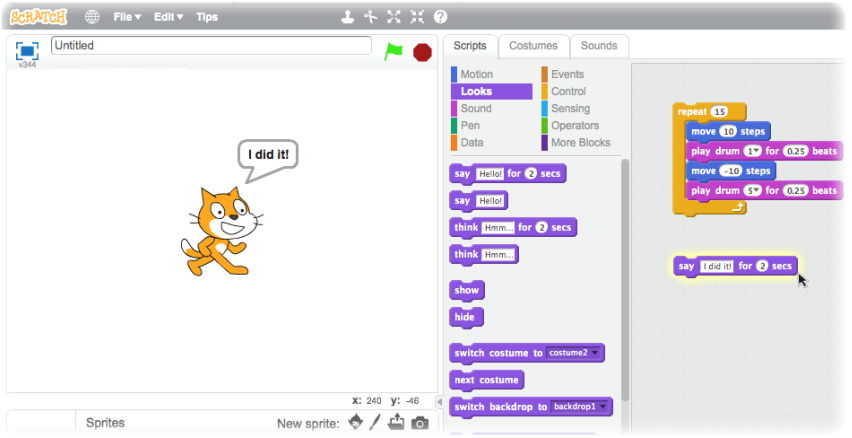 SCRATCH File▼ Edit▼ Tips
Untitled
v344
I did it!
x: 240 y: -46
Sprites New sprite:
Scripts Costumes Sounds
Motion Events
Looks Control
Sound Sensing
Pen Operators
Data More Blocks
say Hello! for 2 secs
say Hello!
think Hmm... for 2 secs
think Hmm...
show
hide
switch costume to costume2
next costume
switch backdrop to backdrop1
repeat 15
move 10 steps
play drum 1 for 0.25 beats
move -10 steps
play drum 5 for 0.25 beats
say I did it! for 2 secs